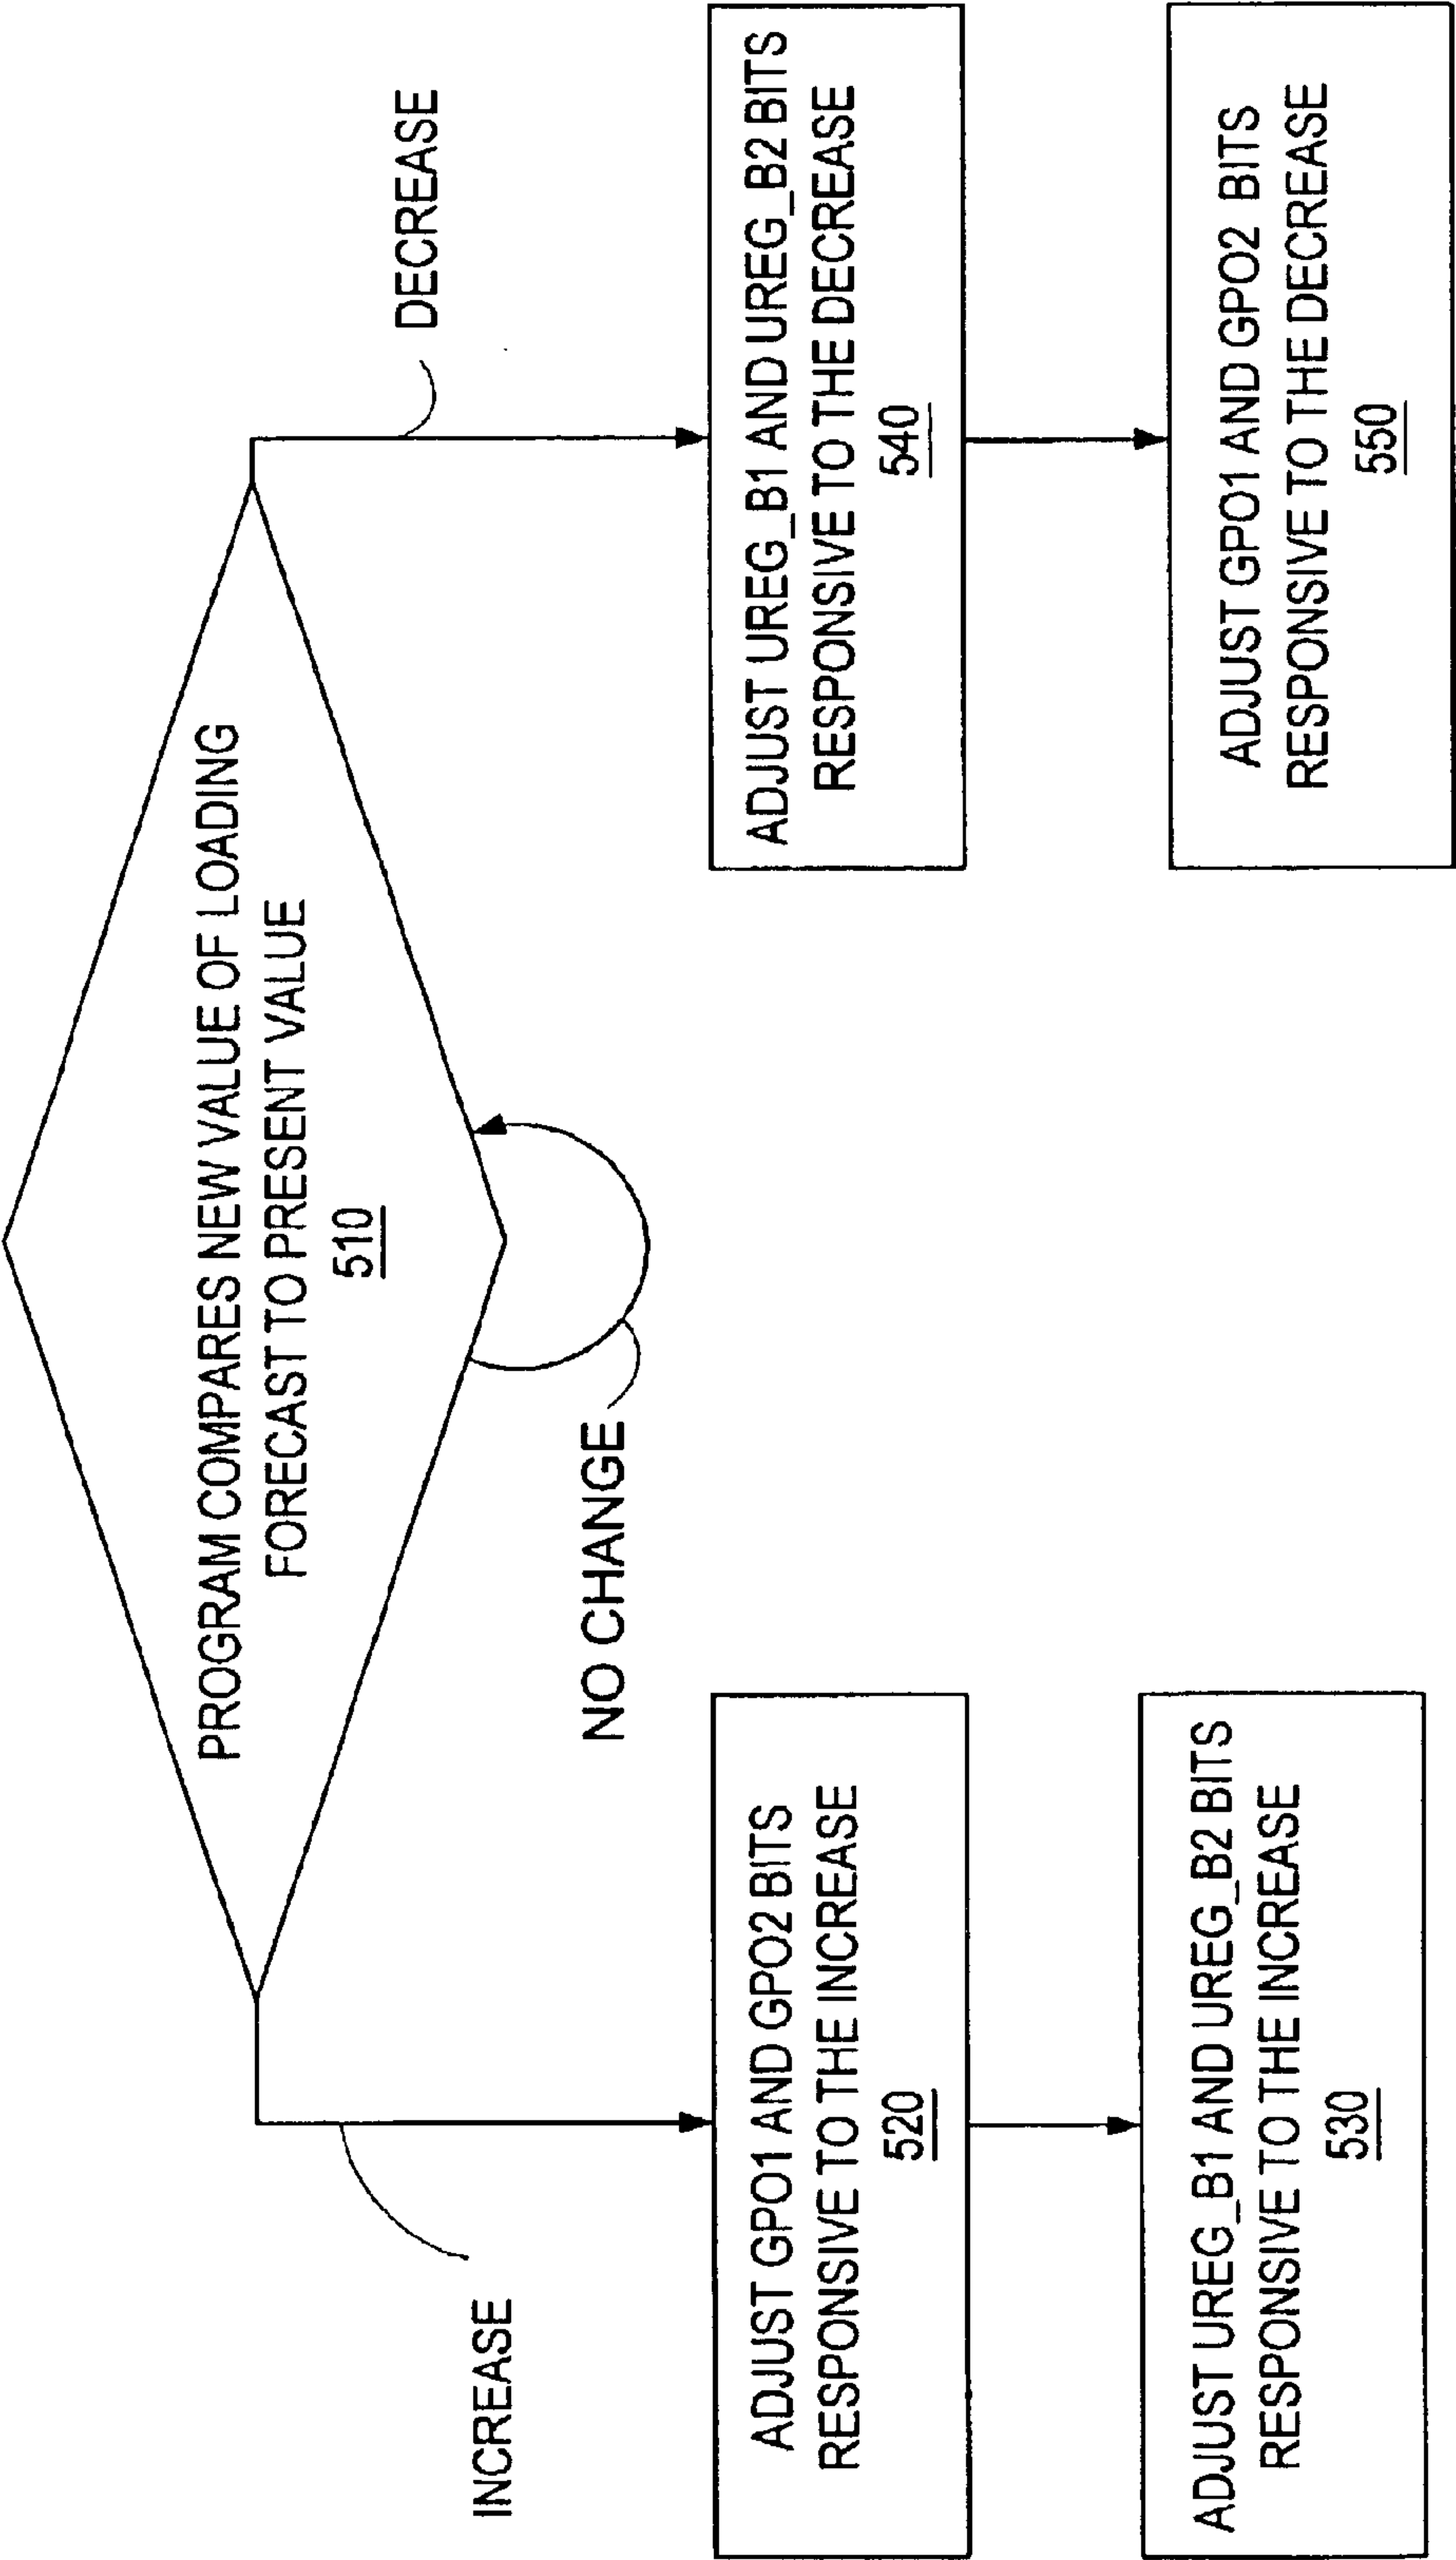 PROGRAM COMPARES NEW VALUE OF LOADING
FORECAST TO PRESENT VALUE
510
INCREASE
NO CHANGE
DECREASE
ADJUST GPO1 AND GPO2 BITS
RESPONSIVE TO THE INCREASE
520
ADJUST UREG_B1 AND UREG_B2 BITS
RESPONSIVE TO THE INCREASE
530
ADJUST UREG_B1 AND UREG_B2 BITS
RESPONSIVE TO THE DECREASE
540
ADJUST GPO1 AND GPO2 BITS
RESPONSIVE TO THE DECREASE
550